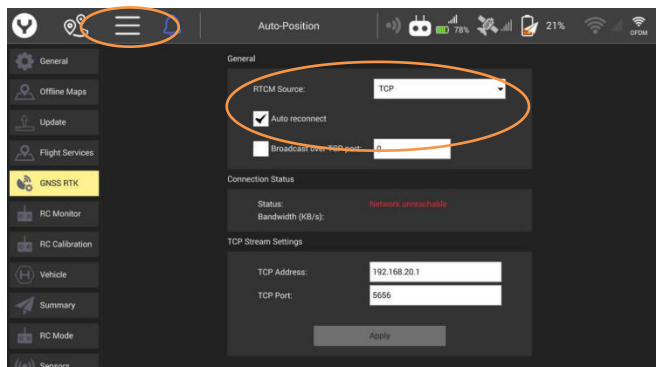 Auto-Position
78%
21%
OFDM
General
Offline Maps
Update
Flight Services
GNSS RTK
RC Monitor
RC Calibration
Vehicle
Summary
RC Mode
Sensors
General
RTCM Source:
TCP
Auto reconnect
Broadcast over TCP port:
0
Connection Status
Status:
Network unreachable
Bandwidth (KB/s):
TCP Stream Settings
TCP Address:
192.168.20.1
TCP Port:
5656
Apply